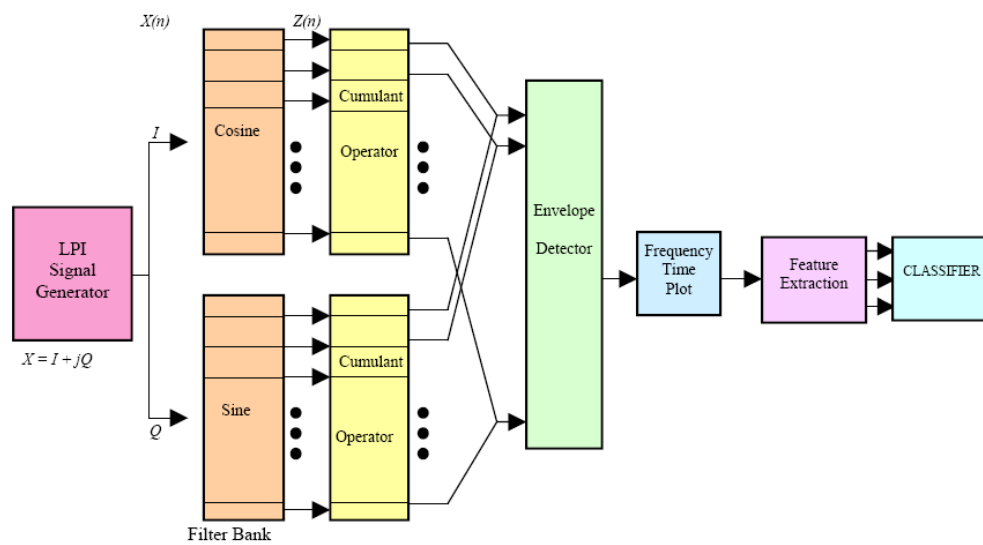 X(n)
Z(n)
I
Cosine
Cumulant
Operator
LPI
Signal
Generator
X = I + jQ
Q
Sine
Cumulant
Operator
Filter Bank
Envelope
Detector
Frequency
Time
Plot
Feature
Extraction
CLASSIFIER